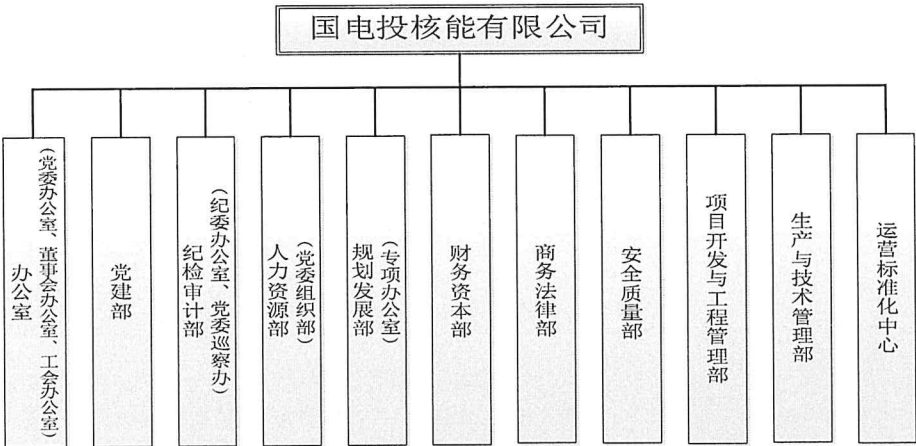 国电投核能有限公司
办公室
（党委办公室、董事会办公室、工会办公室）
党建部
纪检审计部
（纪委办公室、党委巡察办）
人力资源部
（党委组织部）
规划发展部
（专项办公室）
财务资本部
商务法律部
安全质量部
项目开发与工程管理部
生产与技术管理部
运营标准化中心